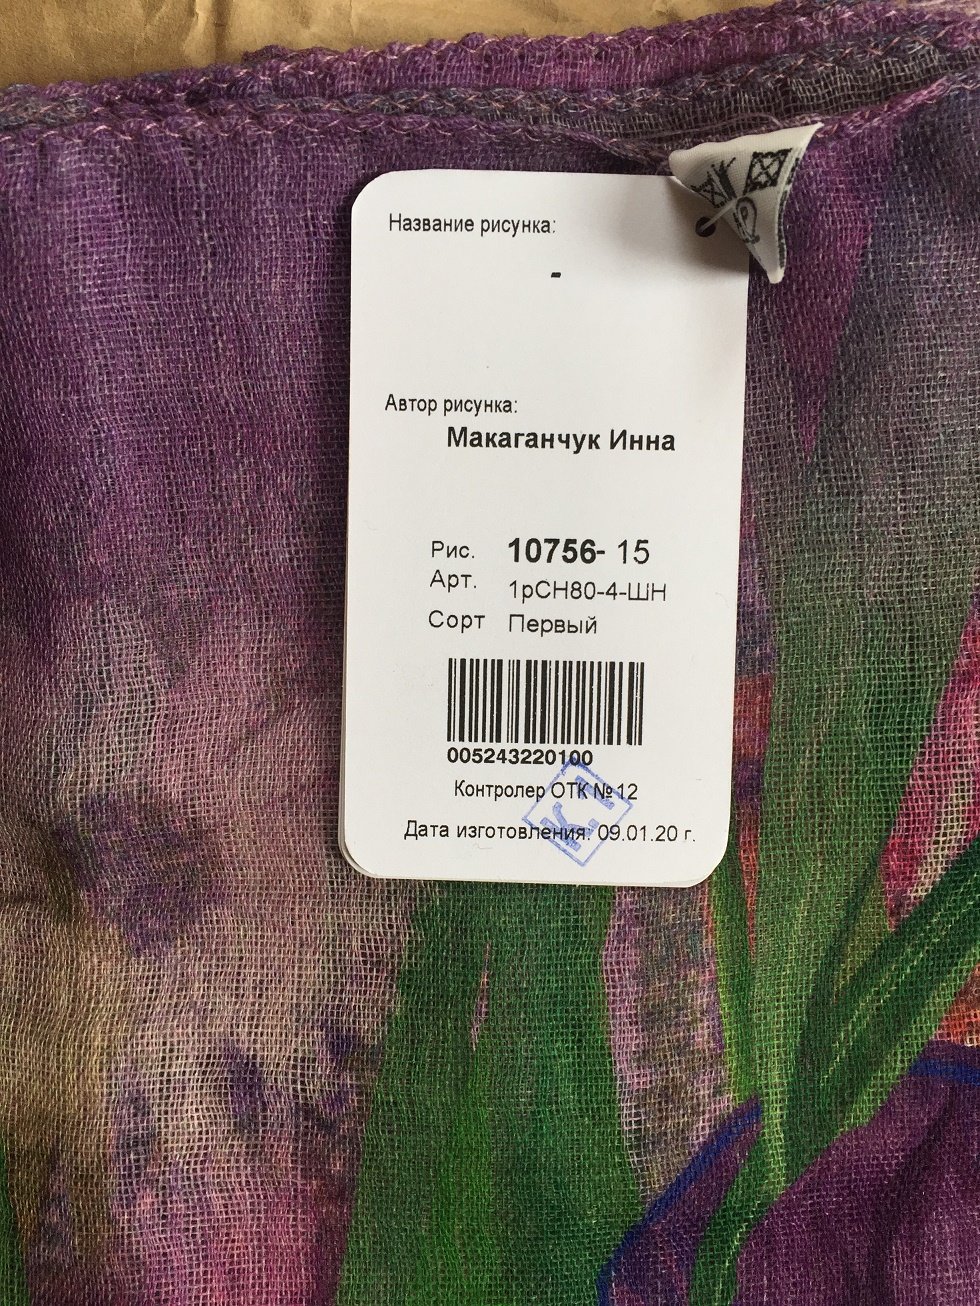 Название рисунка:
-
Автор рисунка:
Макаганчук Инна
Рис. 10756- 15
Арт. 1рСН80-4-ШН
Сорт Первый
005243220100
Контролер ОТК № 12
Дата изготовления: 09.01.20 г.